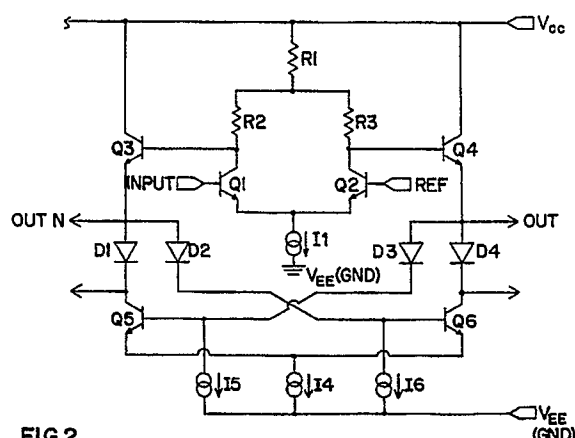 Vcc
R1
R2
R3
Q3
Q4
INPUT
Q1
Q2
REF
OUT N
OUT
I1
D1
D2
VEE(GND)
D3
D4
Q5
Q6
I5
I4
I6
VEE
(GND)
FIG.2